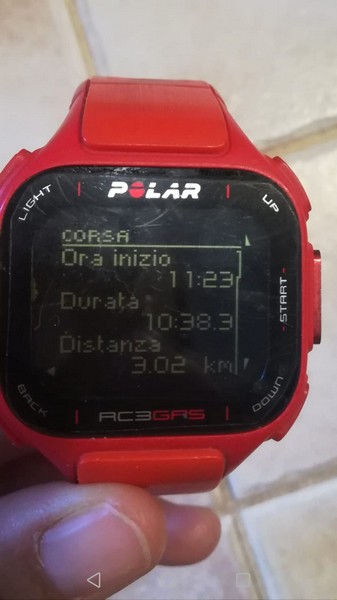 POLAR
LIGHT
UP
CORSA
Ora inizio
11:23
Durata
10:38.3
Distanza
3.02 km
START
BACK
DOWN
RC3GPS